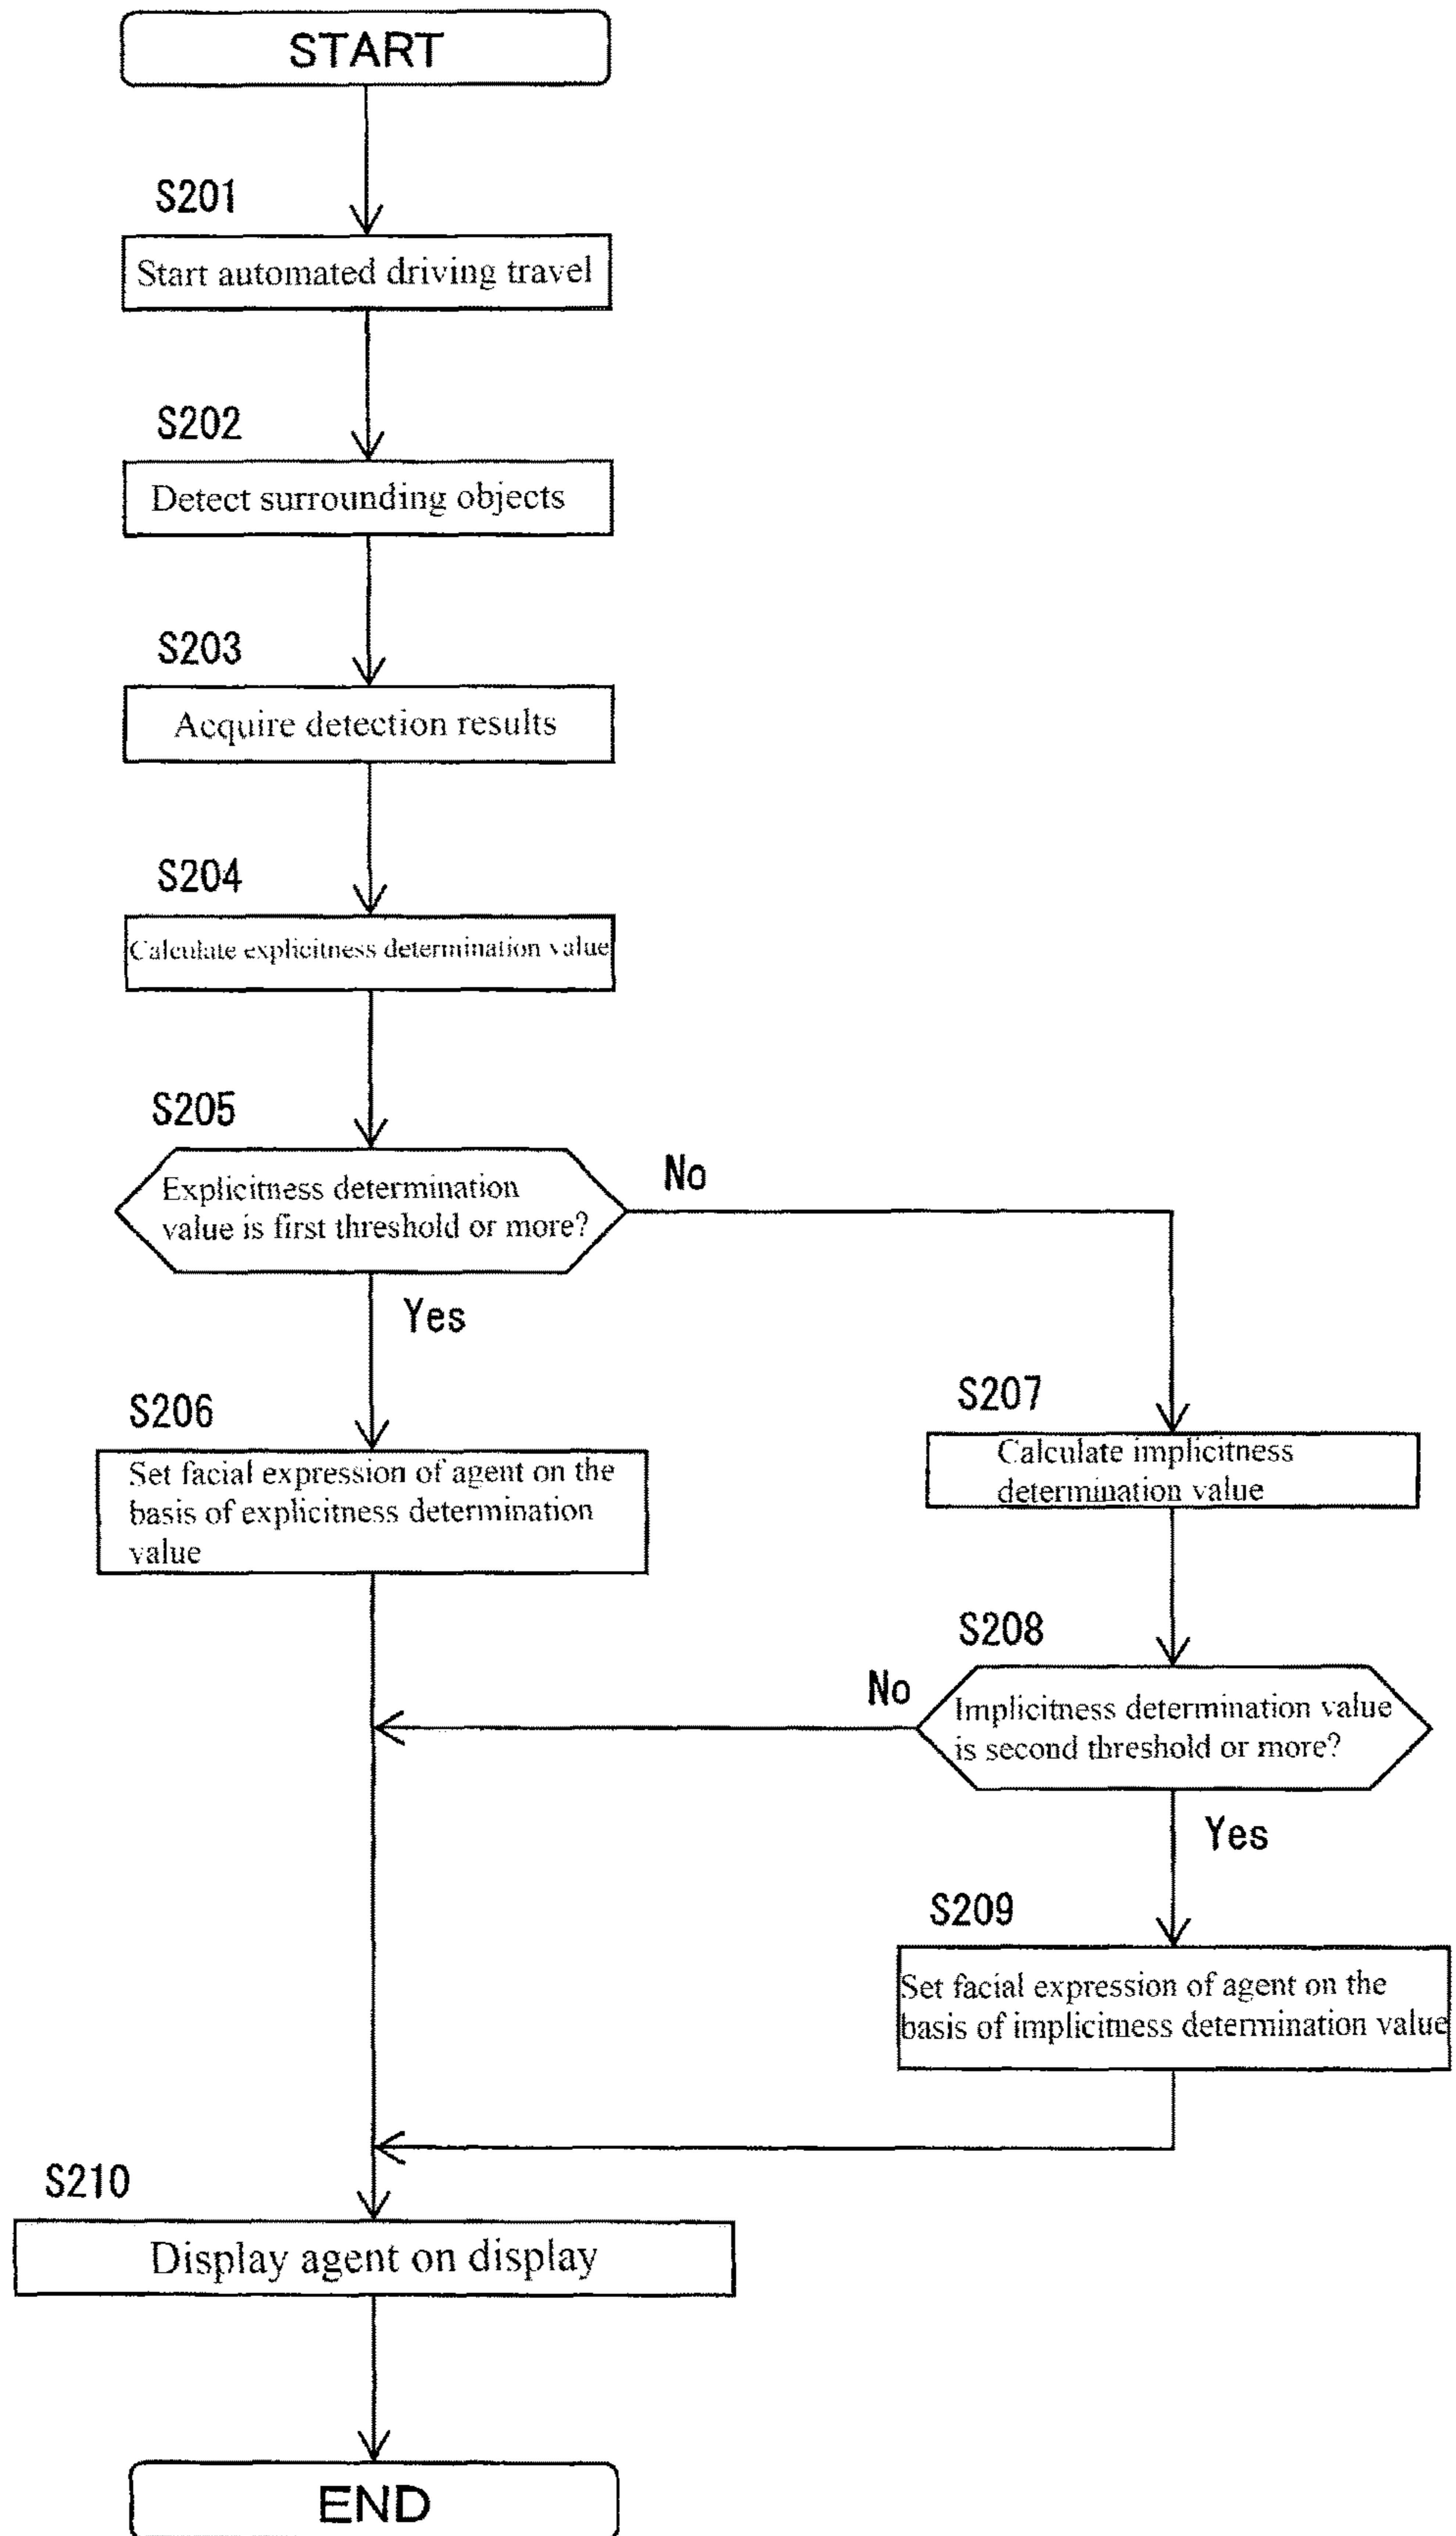 START
S201
Start automated driving travel
S202
Detect surrounding objects
S203
Acquire detection results
S204
Calculate explicitness determination value
S205
Explicitness determination
value is first threshold or more?
No
Yes
S206
Set facial expression of agent on the
basis of explicitness determination
value
S207
Calculate implicitness
determination value
S208
Implicitness determination value
is second threshold or more?
No
Yes
S209
Set facial expression of agent on the
basis of implicitness determination value
S210
Display agent on display
END